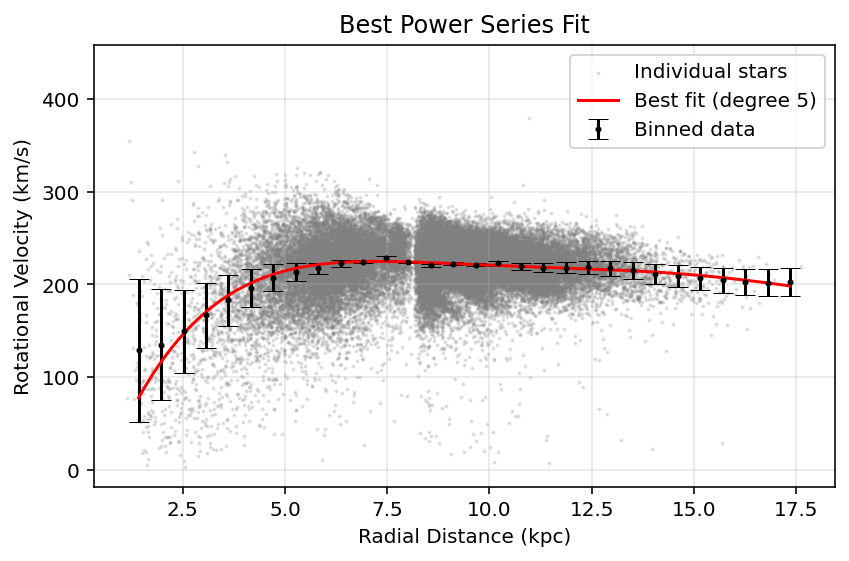 Best Power Series Fit
Individual stars
Best fit (degree 5)
Binned data
Rotational Velocity (km/s)
400
300
200
100
0
2.5 5.0 7.5 10.0 12.5 15.0 17.5
Radial Distance (kpc)